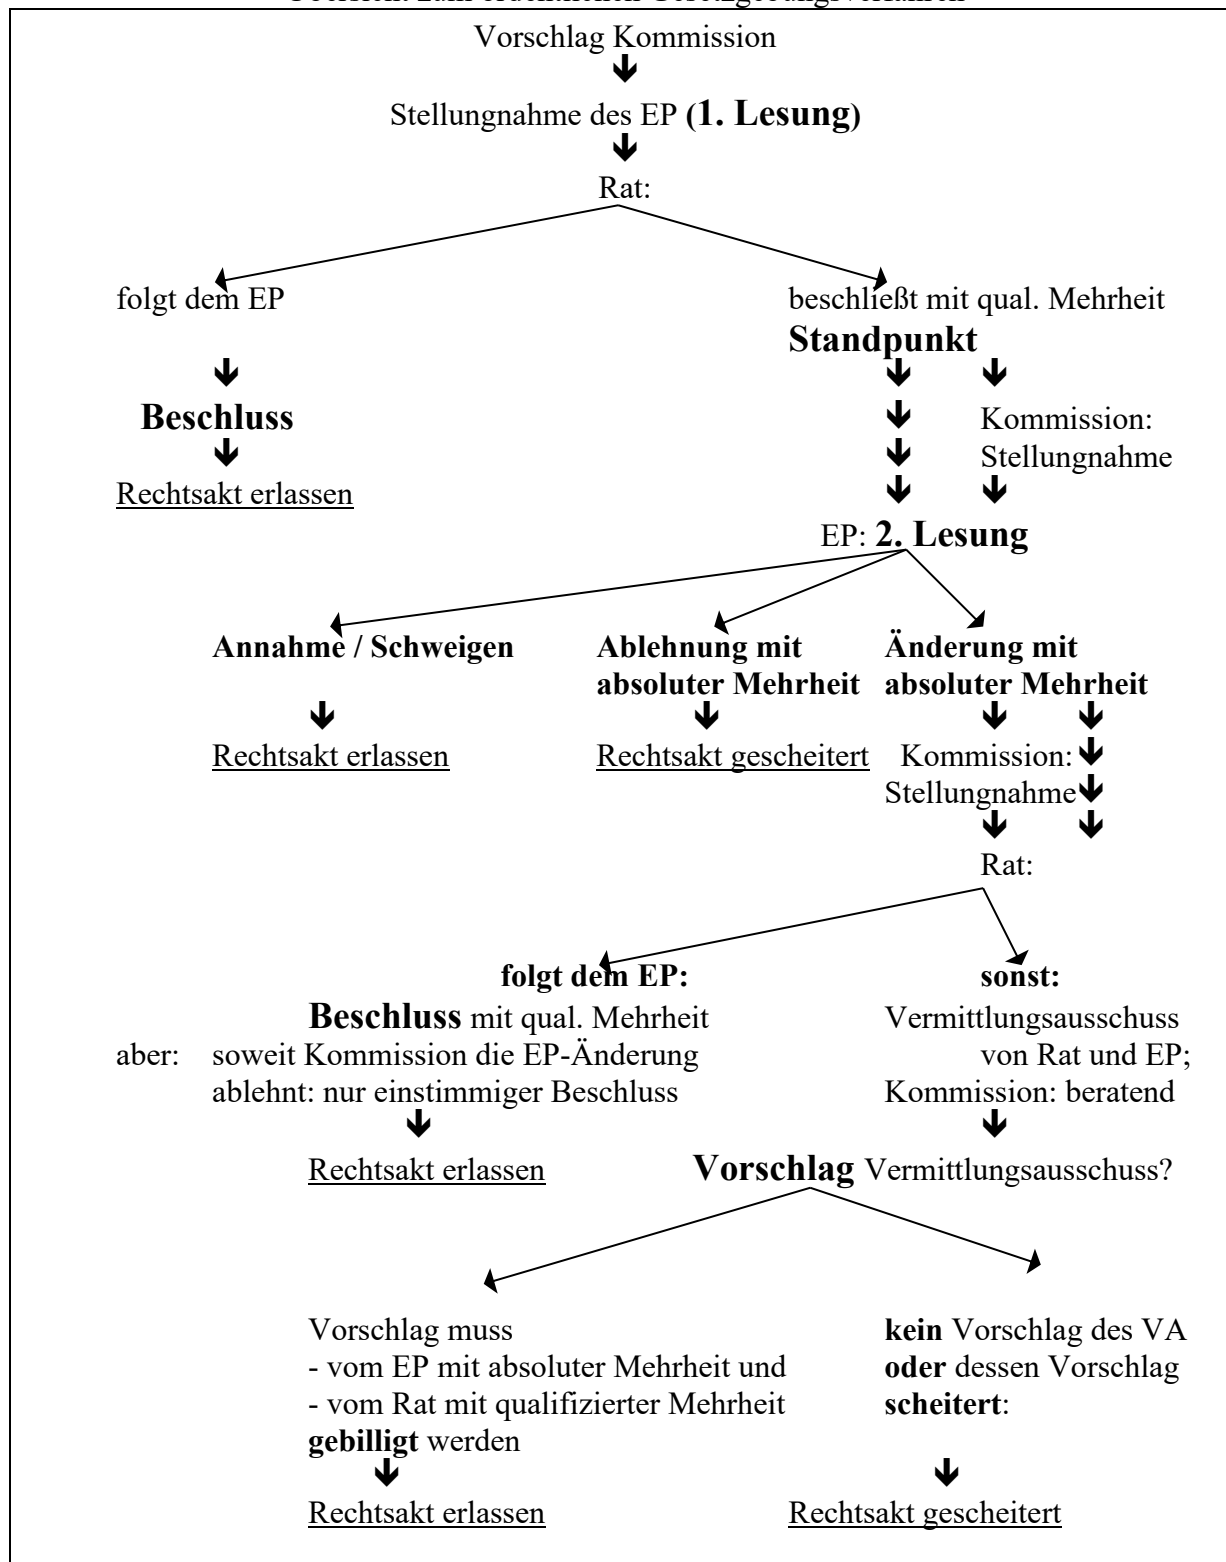 Übersicht zum ordentlichen Gesetzgebungsverfahren
Vorschlag Kommission
Stellungnahme des EP (1. Lesung)
Rat:
folgt dem EP
beschließt mit qual. Mehrheit
Standpunkt
Beschluss
Kommission:
Stellungnahme
Rechtsakt erlassen
EP: 2. Lesung
Annahme / Schweigen
Ablehnung mit
absoluter Mehrheit
Änderung mit
absoluter Mehrheit
Rechtsakt erlassen
Rechtsakt gescheitert
Kommission:
Stellungnahme
Rat:
folgt dem EP:
Beschluss mit qual. Mehrheit
aber: soweit Kommission die EP-Änderung
ablehnt: nur einstimmiger Beschluss
Rechtsakt erlassen
sonst:
Vermittlungsausschuss
von Rat und EP;
Kommission: beratend
Vorschlag Vermittlungsausschuss?
Vorschlag muss
- vom EP mit absoluter Mehrheit und
- vom Rat mit qualifizierter Mehrheit
gebilligt werden
Rechtsakt erlassen
kein Vorschlag des VA
oder dessen Vorschlag
scheitert:
Rechtsakt gescheitert